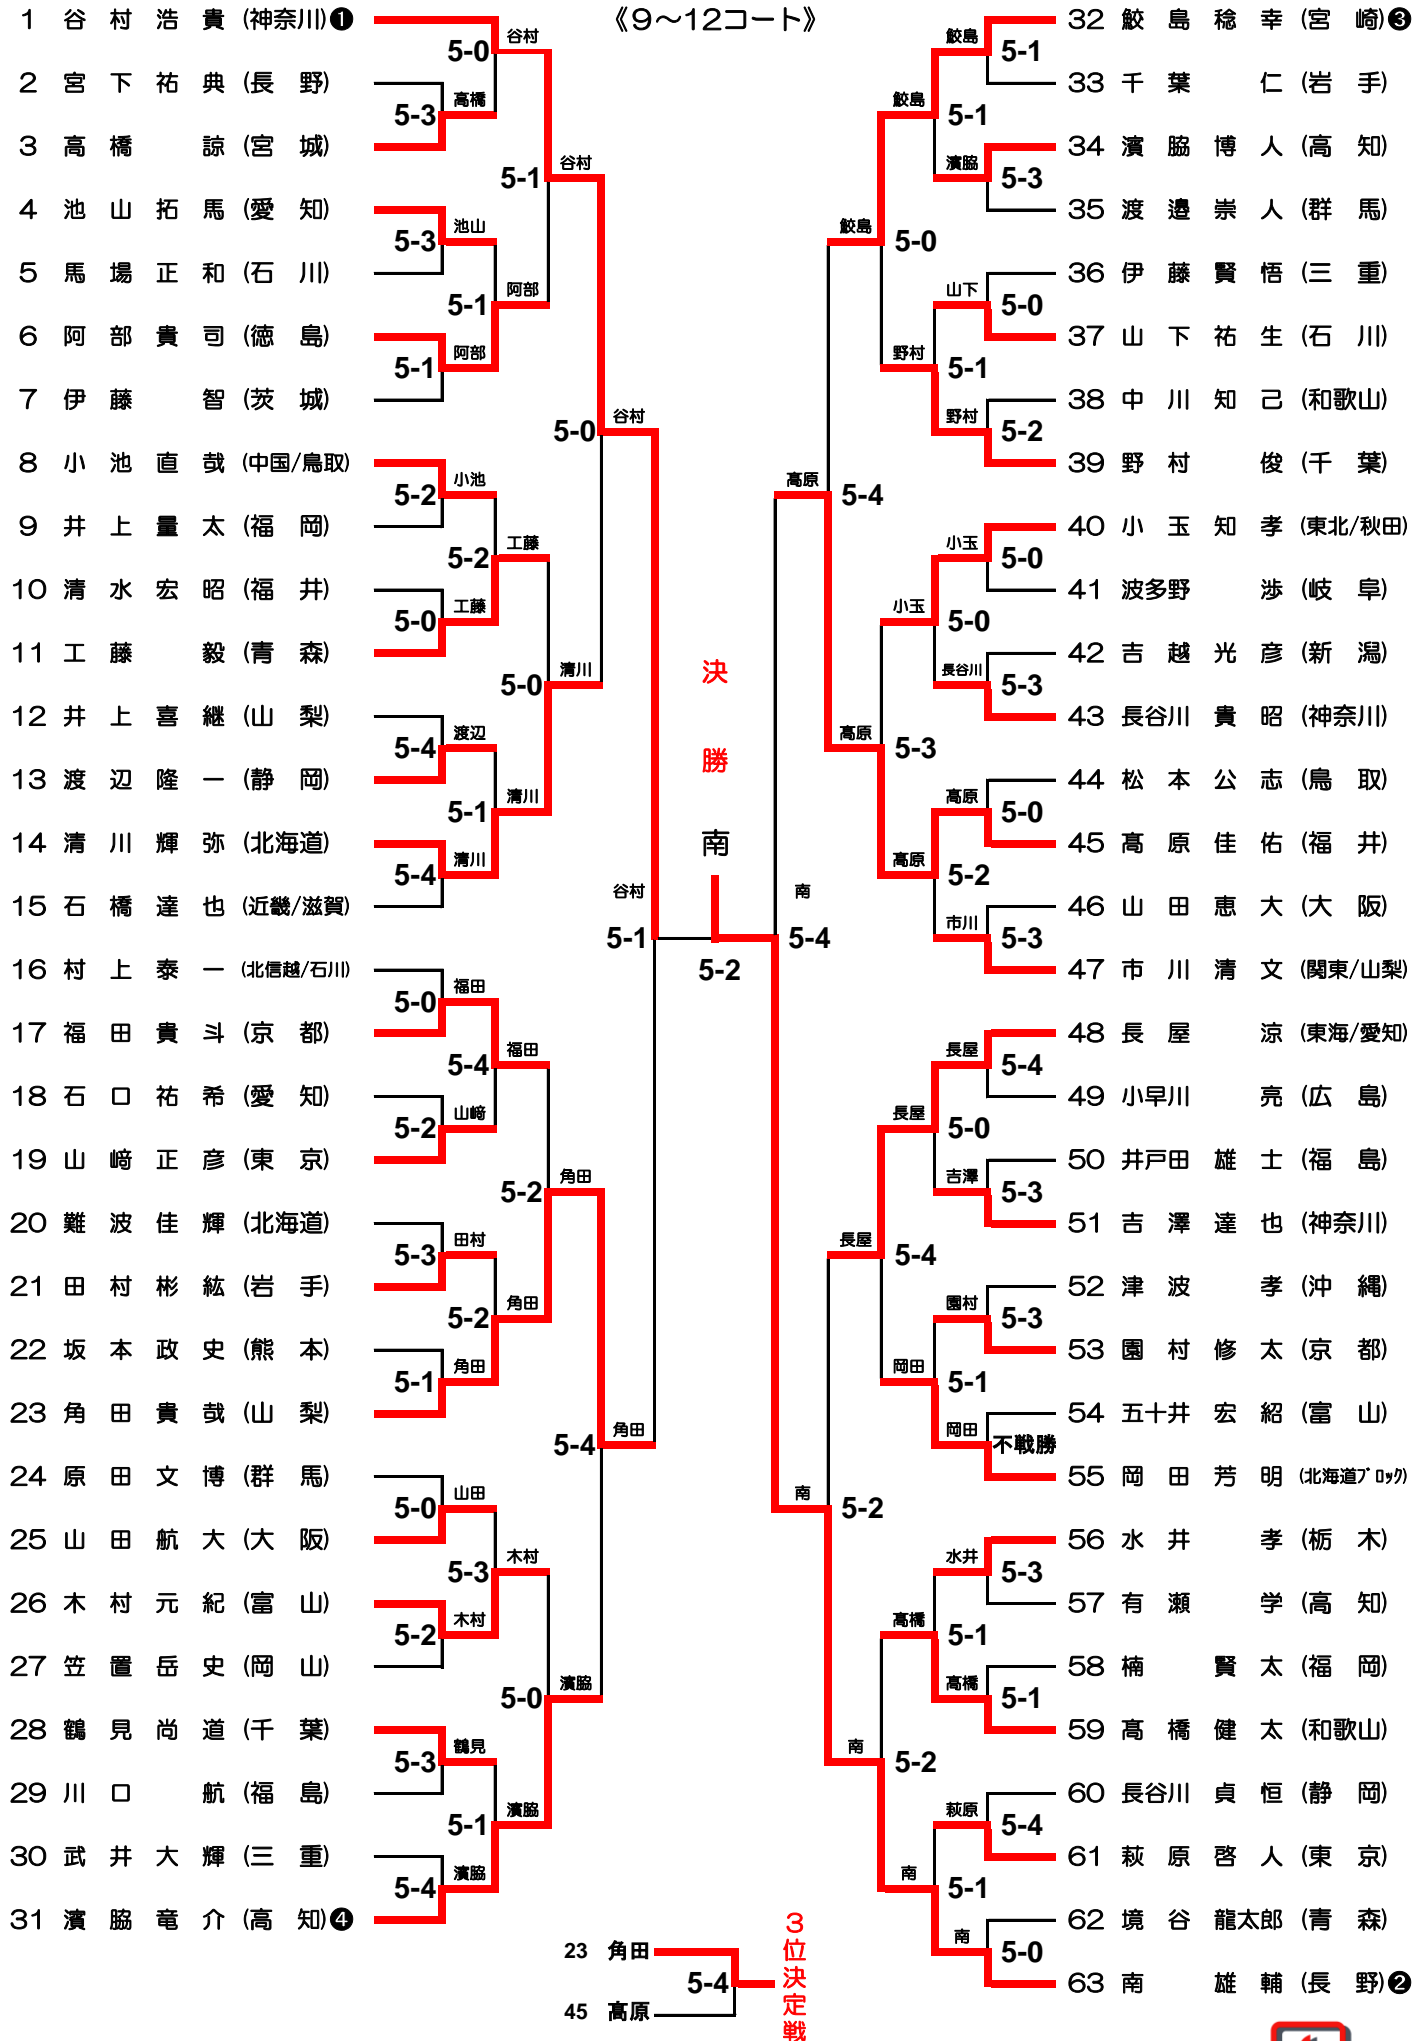 《9～12コート》
1 谷村浩貴 (神奈川)❶
2 宮下祐典 (長野)
3 高橋諒 (宮城)
4 池山拓馬 (愛知)
5 馬場正和 (石川)
6 阿部貴司 (徳島)
7 伊藤智 (茨城)
8 小池直哉 (中国/鳥取)
9 井上量太 (福岡)
10 清水宏昭 (福井)
11 工藤毅 (青森)
12 井上喜継 (山梨)
13 渡辺隆一 (静岡)
14 清川輝弥 (北海道)
15 石橋達也 (近畿/滋賀)
16 村上泰一 (北信越/石川)
17 福田貴斗 (京都)
18 石口祐希 (愛知)
19 山﨑正彦 (東京)
20 難波佳輝 (北海道)
21 田村彬紘 (岩手)
22 坂本政史 (熊本)
23 角田貴哉 (山梨)
24 原田文博 (群馬)
25 山田航大 (大阪)
26 木村元紀 (富山)
27 笠置岳史 (岡山)
28 鶴見尚道 (千葉)
29 川口航 (福島)
30 武井大輝 (三重)
31 濱脇竜介 (高知)❹
谷村
5-0
高橋
5-3
谷村
5-1
池山
5-3
阿部
5-1
阿部
5-1
谷村
5-0
小池
5-2
工藤
5-2
工藤
5-0
清川
5-0
渡辺
5-4
清川
5-1
清川
5-4
谷村
5-1
福田
5-0
福田
5-4
山﨑
5-2
角田
5-2
田村
5-3
角田
5-2
角田
5-1
角田
5-4
山田
5-0
木村
5-3
木村
5-2
濱脇
5-0
鶴見
5-3
濱脇
5-1
濱脇
5-4
決
勝
南
5-2
32 鮫島稔幸 (宮崎)❸
33 千葉仁 (岩手)
34 濱脇博人 (高知)
35 渡邉崇人 (群馬)
36 伊藤賢悟 (三重)
37 山下祐生 (石川)
38 中川知己 (和歌山)
39 野村俊 (千葉)
40 小玉知孝 (東北/秋田)
41 波多野渉 (岐阜)
42 吉越光彦 (新潟)
43 長谷川貴昭 (神奈川)
44 松本公志 (鳥取)
45 髙原佳佑 (福井)
46 山田恵大 (大阪)
47 市川清文 (関東/山梨)
48 長屋涼 (東海/愛知)
49 小早川亮 (広島)
50 井戸田雄士 (福島)
51 吉澤達也 (神奈川)
52 津波孝 (沖縄)
53 園村修太 (京都)
54 五十井宏紹 (富山)
55 岡田芳明 (北海道ﾌﾞﾛｯｸ)
56 水井孝 (栃木)
57 有瀬学 (高知)
58 楠賢太 (福岡)
59 髙橋健太 (和歌山)
60 長谷川貞恒 (静岡)
61 萩原啓人 (東京)
62 境谷龍太郎 (青森)
63 南雄輔 (長野)❷
鮫島
5-1
鮫島
5-1
濱脇
5-3
鮫島
5-0
山下
5-0
野村
5-1
野村
5-2
髙原
5-4
小玉
5-0
小玉
5-0
長谷川
5-3
髙原
5-3
髙原
5-0
髙原
5-2
市川
5-3
南
5-4
長屋
5-4
長屋
5-0
吉澤
5-3
長屋
5-4
園村
5-3
岡田
5-1
岡田
不戦勝
南
5-2
水井
5-3
髙橋
5-1
髙橋
5-1
南
5-2
萩原
5-4
南
5-1
南
5-0
23 角田
5-4
45 髙原
3位決定戦